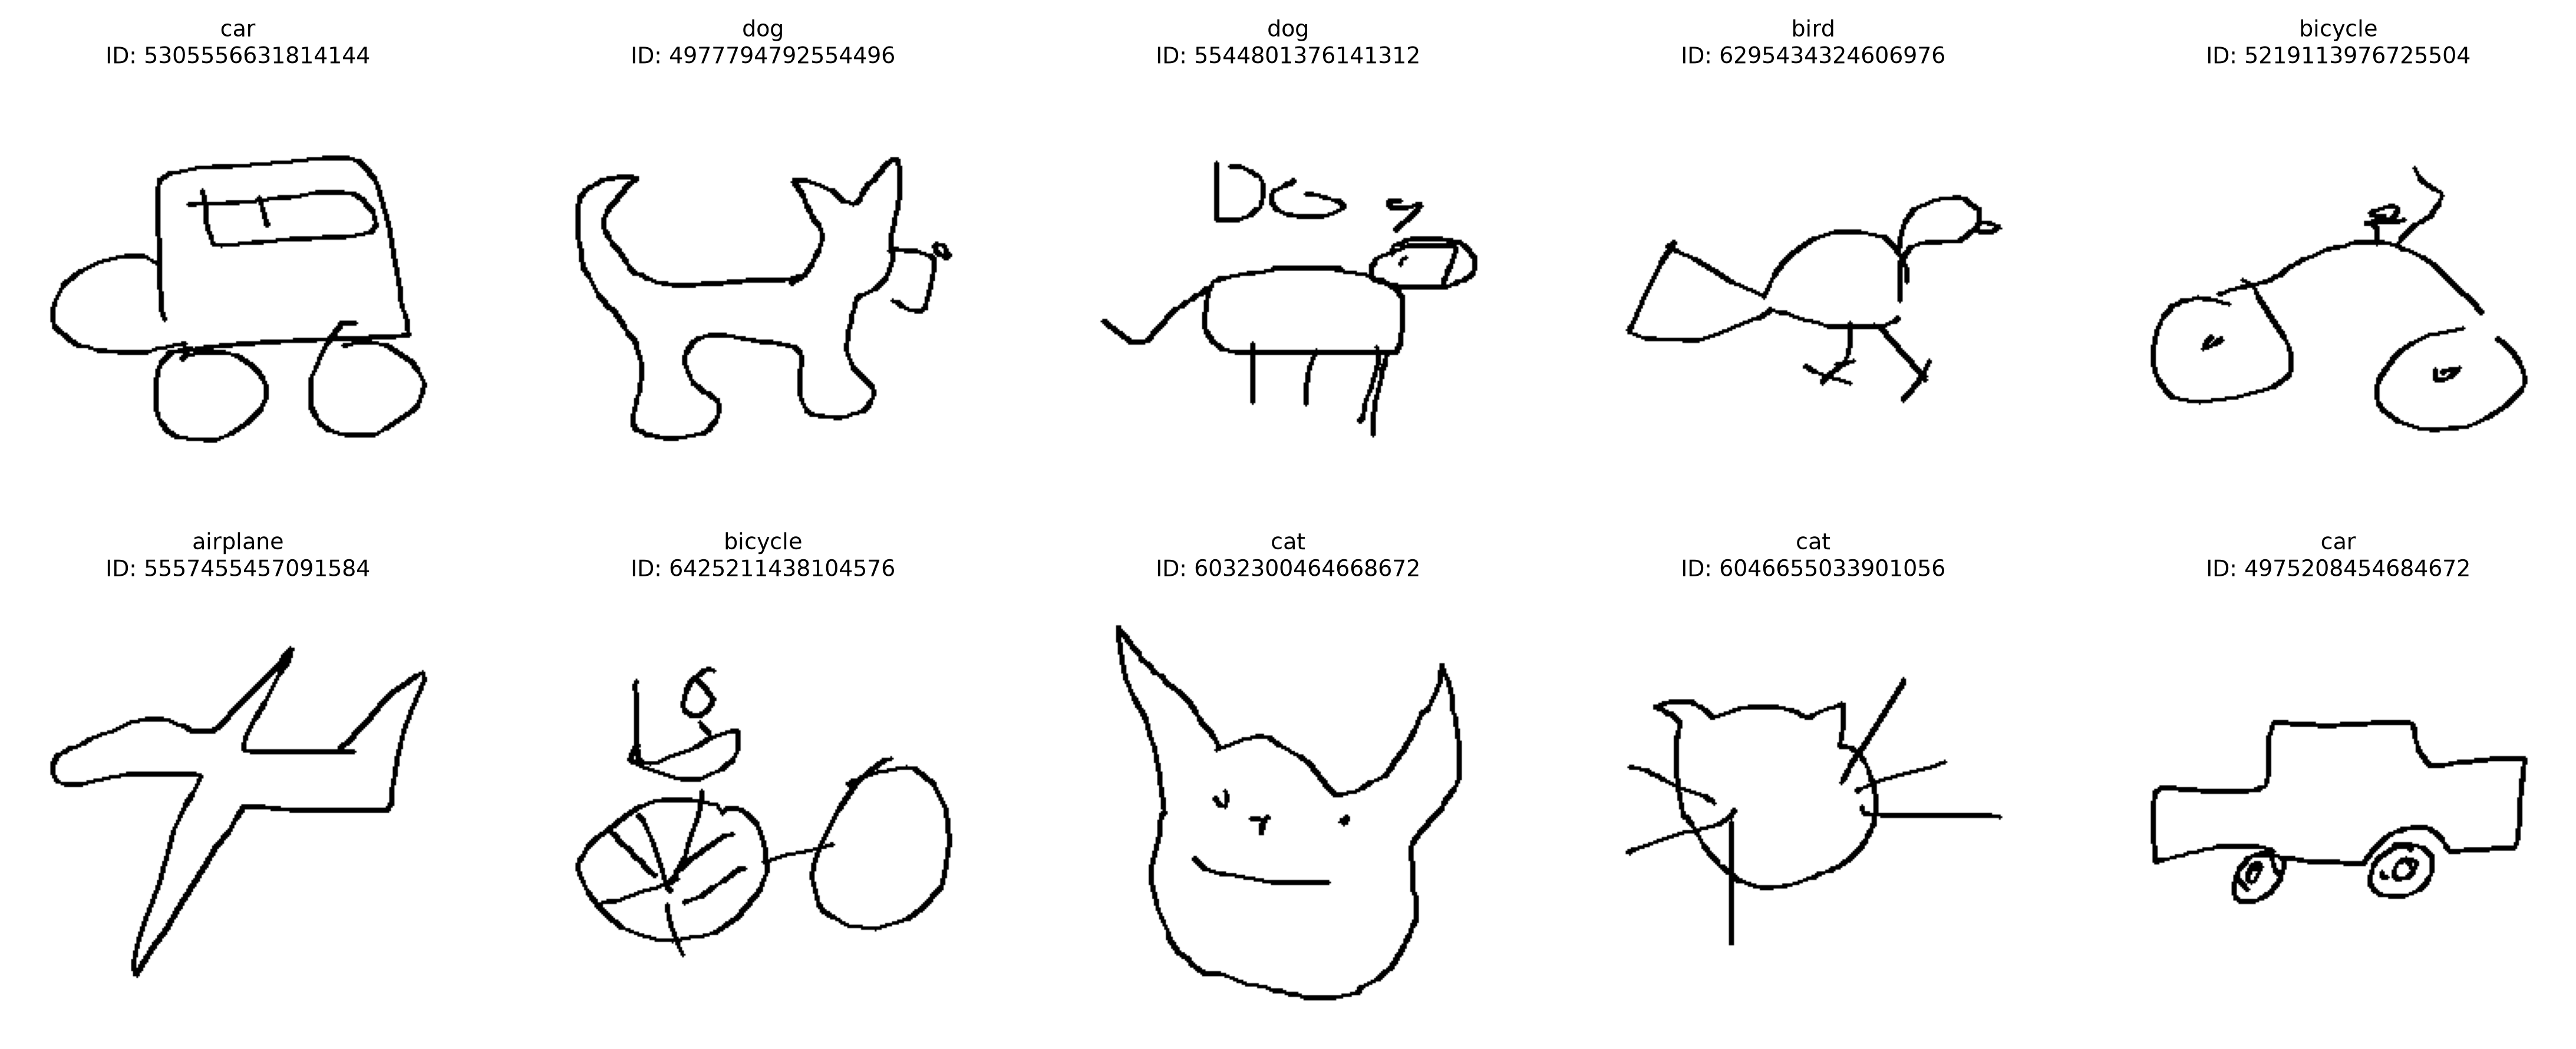 car
ID: 5305556631814144
dog
ID: 4977794792554496
dog
ID: 5544801376141312
DG
bird
ID: 6295434324606976
bicycle
ID: 5219113976725504
airplane
ID: 5557455457091584
bicycle
ID: 6425211438104576
cat
ID: 6032300464668672
cat
ID: 6046655033901056
car
ID: 4975208454684672